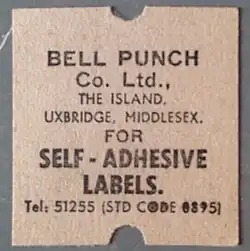 BELL PUNCH
Co. Ltd.,
THE ISLAND,
UXBRIDGE, MIDDLESEX.
FOR
SELF - ADHESIVE
LABELS.
Tel: 51255 (STD CODE 0895)